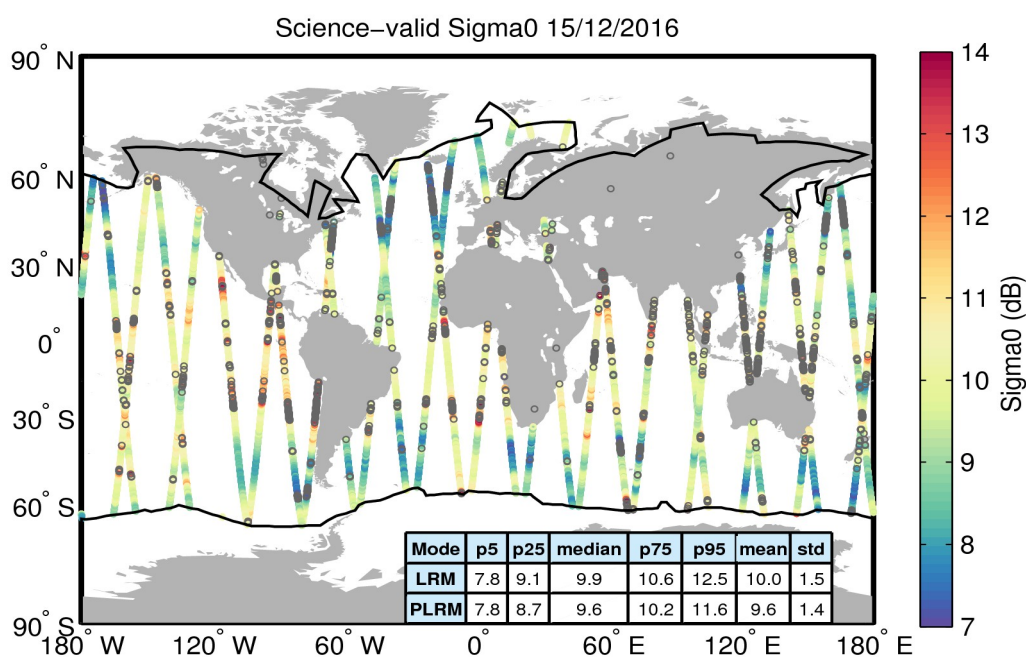 Science−valid Sigma0 15/12/2016
90° N
60° N
30° N
0°
30° S
60° S
90° S
180° W
120° W
60° W
0°
60° E
120° E
180° E
14
13
12
11
10
9
8
7
Sigma0 (dB)
Mode p5 p25 median p75 p95 mean std
LRM 7.8 9.1 9.9 10.6 12.5 10.0 1.5
PLRM 7.8 8.7 9.6 10.2 11.6 9.6 1.4